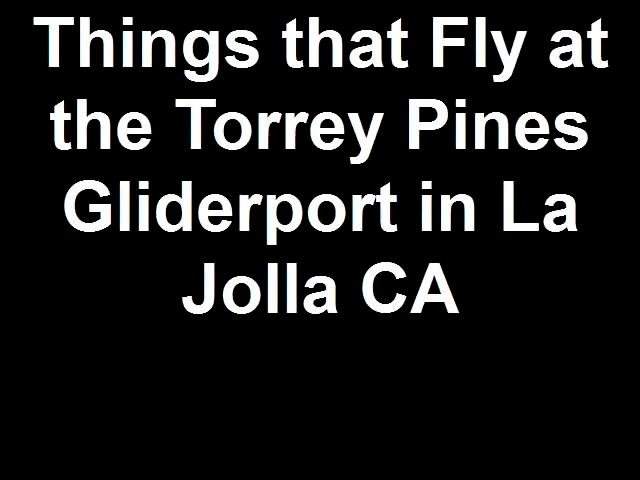 Things that Fly at
the Torrey Pines
Gliderport in La
Jolla CA